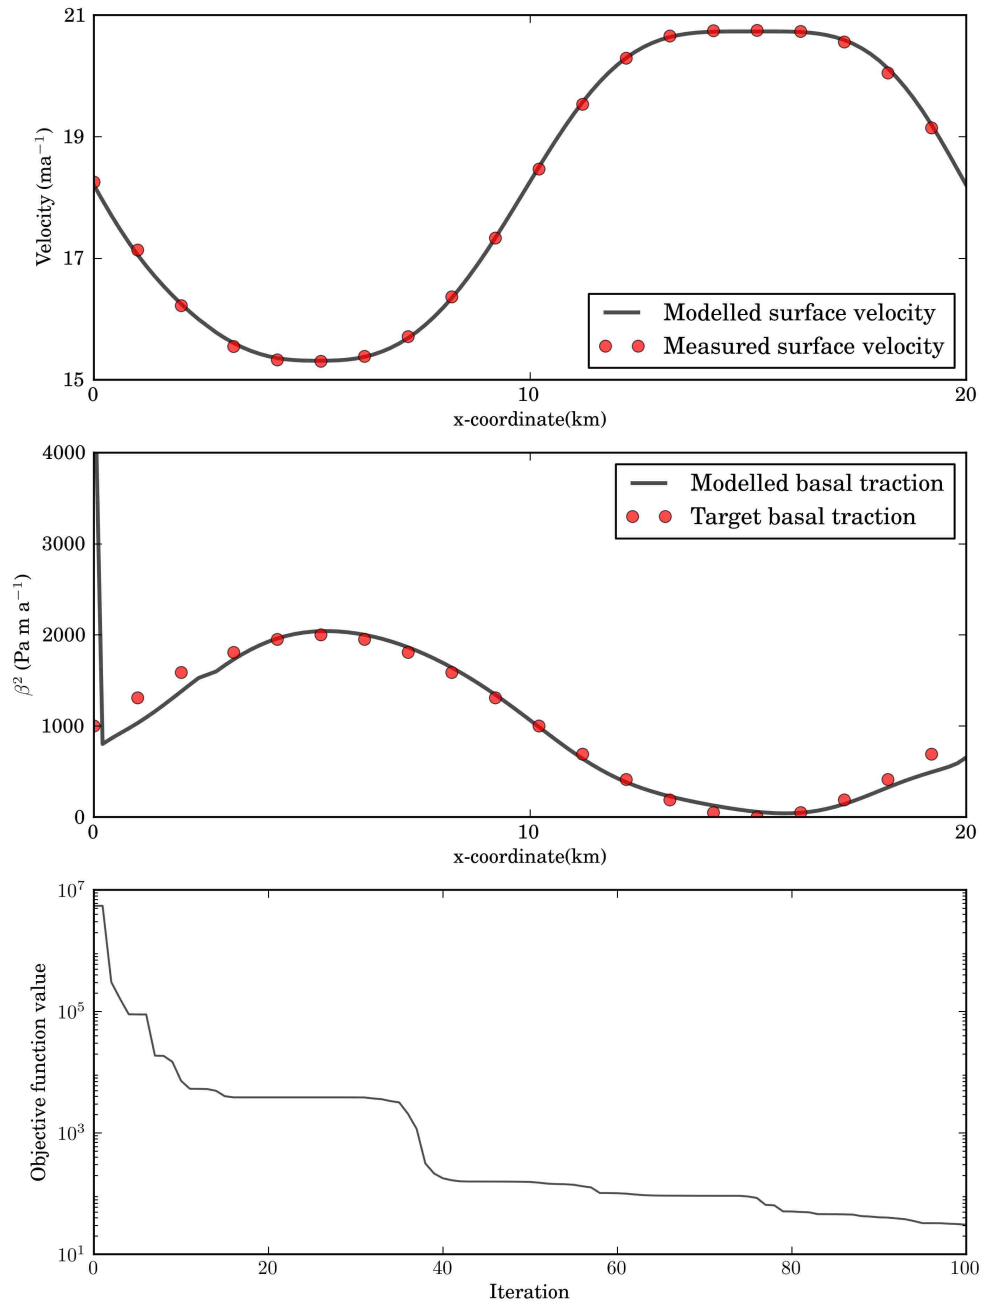 21
19
17
15
Velocity (ma⁻¹)
Modelled surface velocity
Measured surface velocity
0
10
20
x-coordinate(km)
4000
3000
2000
1000
0
β² (Pa m a⁻¹)
Modelled basal traction
Target basal traction
0
10
20
x-coordinate(km)
10⁷
10⁵
10³
10¹
Objective function value
0
20
40
60
80
100
Iteration